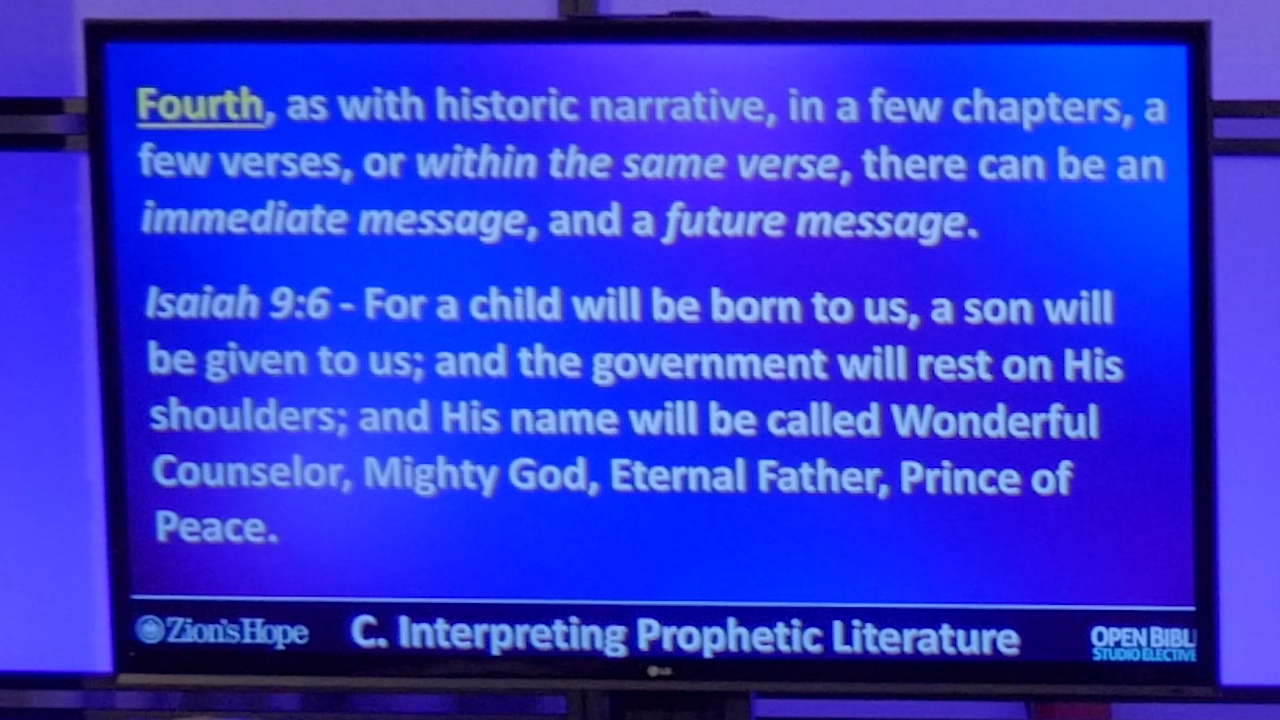 Fourth, as with historic narrative, in a few chapters, a
few verses, or within the same verse, there can be an
immediate message, and a future message.
Isaiah 9:6 - For a child will be born to us, a son will
be given to us; and the government will rest on His
shoulders; and His name will be called Wonderful
Counselor, Mighty God, Eternal Father, Prince of
Peace.
Zion's Hope
C. Interpreting Prophetic Literature
OPEN BIBL
STUDIO ELECTIVE
LG